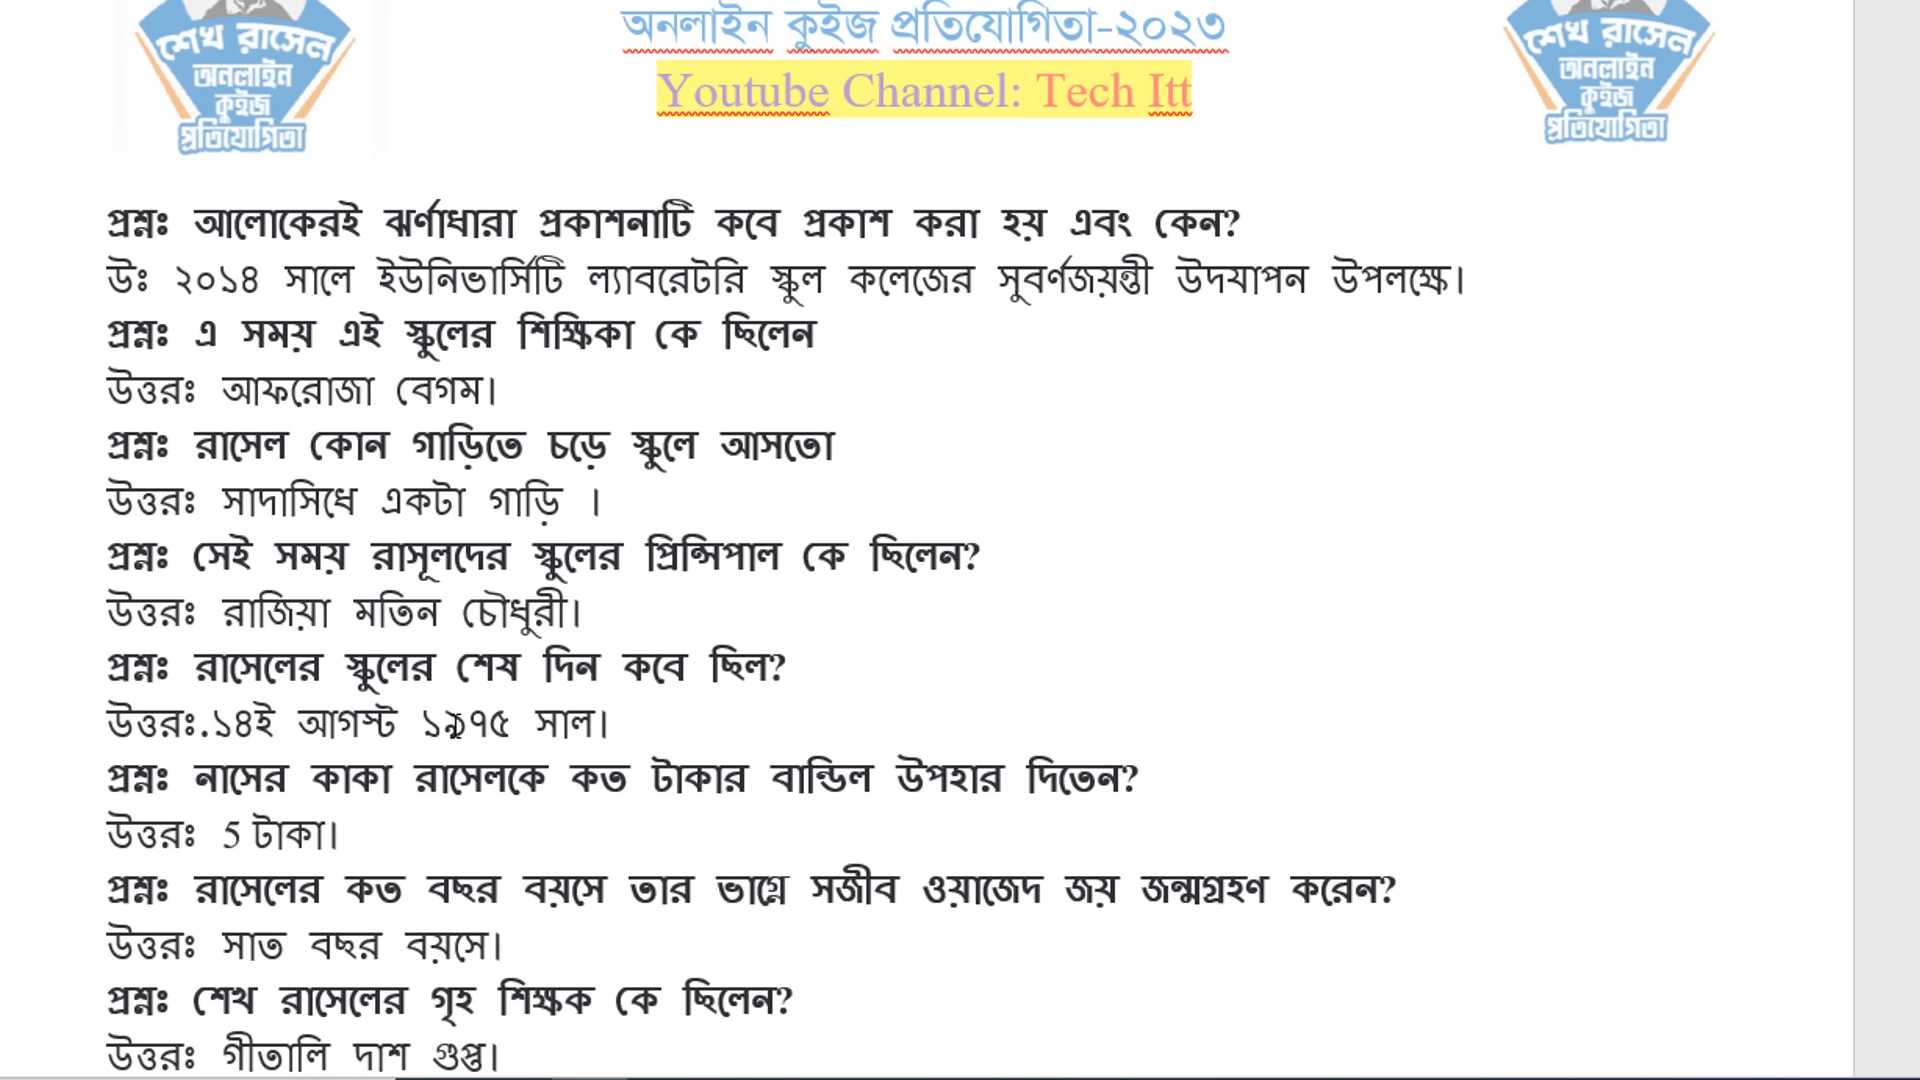 শেখ রাসেল
অনলাইন
কুইজ
প্রতিযোগিতা
অনলাইন কুইজ প্রতিযোগিতা-২০২৩
Youtube Channel: Tech Itt
শেখ রাসেল
অনলাইন
কুইজ
প্রতিযোগিতা
প্রশ্নঃ আলোকেরই ঝর্ণাধারা প্রকাশনাটি কবে প্রকাশ করা হয় এবং কেন?
উঃ ২০১৪ সালে ইউনিভার্সিটি ল্যাবরেটরি স্কুল কলেজের সুবর্ণজয়ন্তী উদযাপন উপলক্ষে।
প্রশ্নঃ এ সময় এই স্কুলের শিক্ষিকা কে ছিলেন
উত্তরঃ আফরোজা বেগম।
প্রশ্নঃ রাসেল কোন গাড়িতে চড়ে স্কুলে আসতো
উত্তরঃ সাদাসিধে একটা গাড়ি ।
প্রশ্নঃ সেই সময় রাসূলদের স্কুলের প্রিন্সিপাল কে ছিলেন?
উত্তরঃ রাজিয়া মতিন চৌধুরী।
প্রশ্নঃ রাসেলের স্কুলের শেষ দিন কবে ছিল?
উত্তরঃ.১৪ই আগস্ট ১৯৭৫ সাল।
প্রশ্নঃ নাসের কাকা রাসেলকে কত টাকার বান্ডিল উপহার দিতেন?
উত্তরঃ 5 টাকা।
প্রশ্নঃ রাসেলের কত বছর বয়সে তার ভাগ্নে সজীব ওয়াজেদ জয় জন্মগ্রহণ করেন?
উত্তরঃ সাত বছর বয়সে।
প্রশ্নঃ শেখ রাসেলের গৃহ শিক্ষক কে ছিলেন?
উত্তরঃ গীতালি দাশ গুপ্ত।